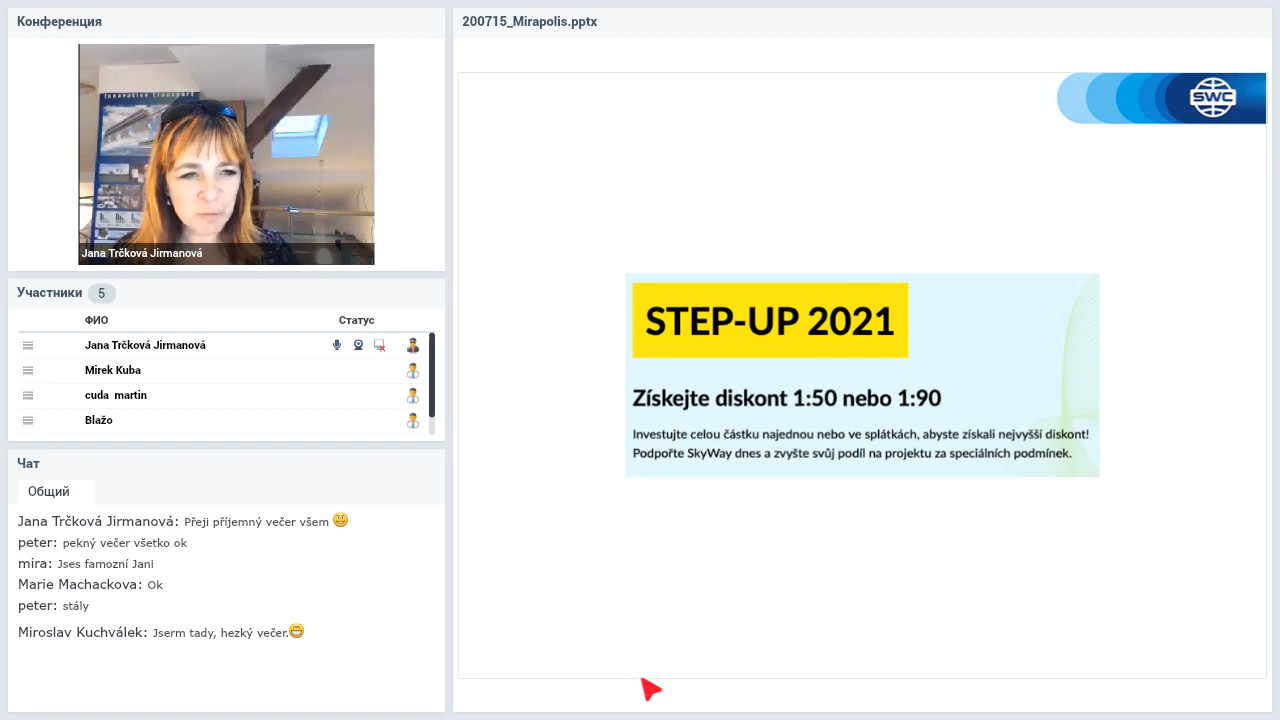 Конференция
innovative transport
Jana Trčková Jirmanová
Участники 5
ФИО Статус
Jana Trčková Jirmanová
Mirek Kuba
cuda martin
Blažo
Чат
Общий
Jana Trčková Jirmanová: Přeji příjemný večer všem
peter: pekný večer všetko ok
mira: Jses famozní Jani
Marie Machackova: Ok
peter: stály
Miroslav Kuchválek: Jserm tady, hezký večer.
200715_Mirapolis.pptx
SWC
STEP-UP 2021
Získejte diskont 1:50 nebo 1:90
Investujte celou částku najednou nebo ve splátkách, abyste získali nejvyšší diskont!
Podpořte SkyWay dnes a zvyšte svůj podíl na projektu za speciálních podmínek.